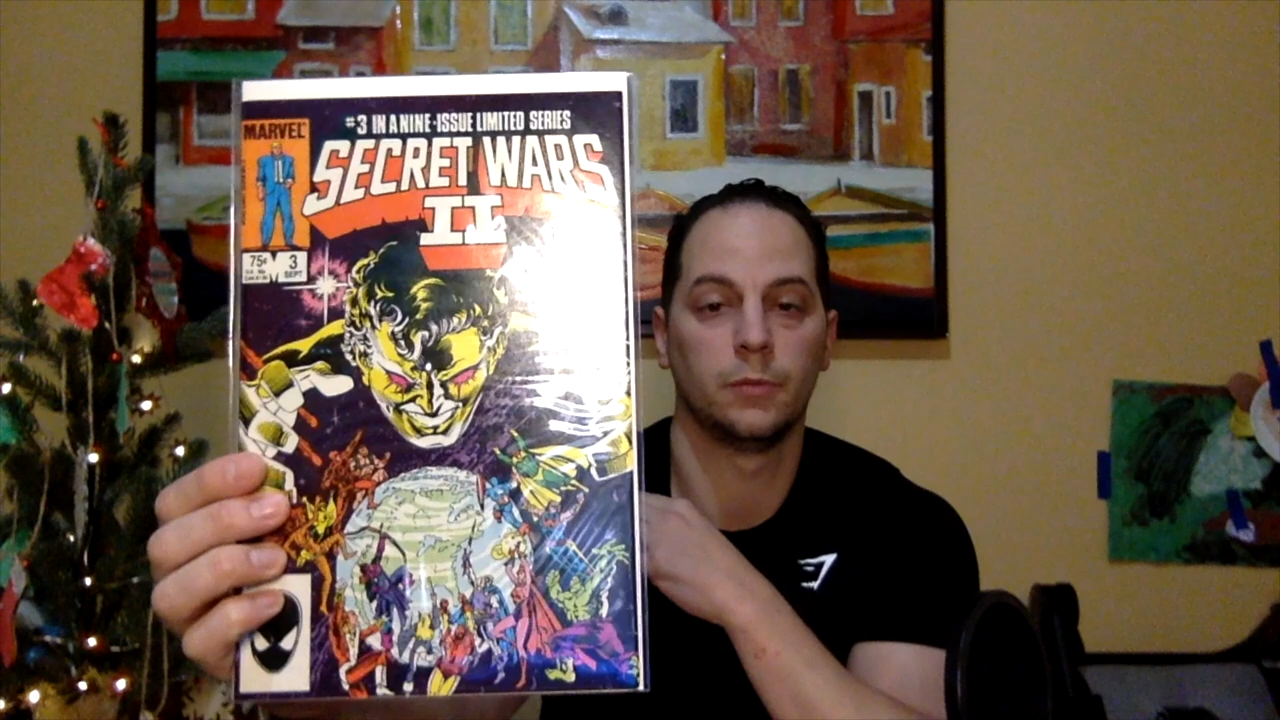 #3 IN A NINE-ISSUE LIMITED SERIES
MARVEL
SECRET WARS
II
75¢
3
SEPT